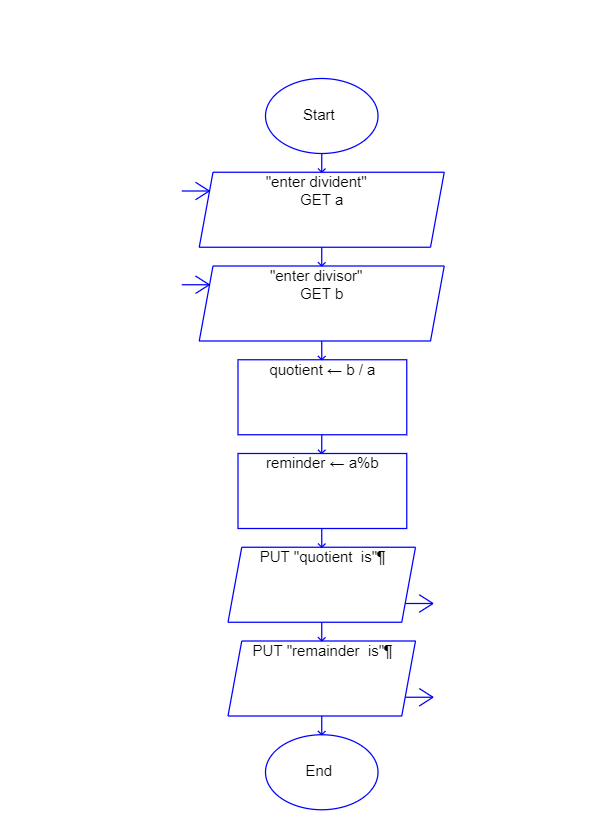 Start
"enter divident"
GET a
"enter divisor"
GET b
quotient ← b / a
reminder ← a%b
PUT "quotient  is"¶
PUT "remainder  is"¶
End